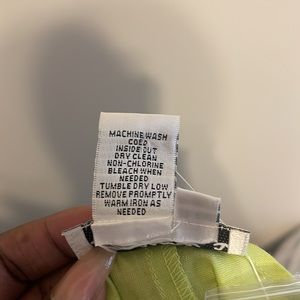 MACHINE WASH
COLD
INSIDE OUT
DRY CLEAN
NON-CHLORINE
BLEACH WHEN
NEEDED
TUMBLE DRY LOW
REMOVE PROMPTLY
WARM IRON AS
NEEDED